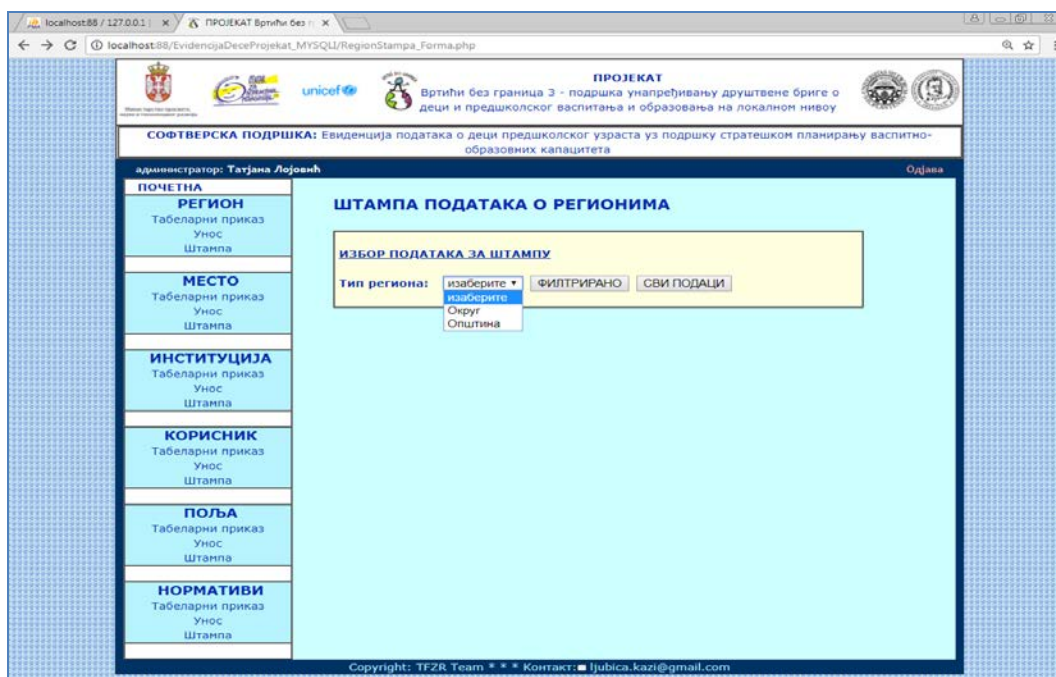 localhost:88 / 127.0.0.1 |
ПРОЈЕКАТ Вртићи без г
localhost:88/EvidencijaDeceProjekat_MYSQLI/RegionStampa_Forma.php
unicef
ПРОЈЕКАТ
Вртићи без граница 3 - подршка унапређивању друштвене бриге о
деци и предшколског васпитања и образовања на локалном нивоу
СОФТВЕРСКА ПОДРШКА: Евиденција података о деци предшколског узраста уз подршку стратешком планирању васпитно-
образовних капацитета
администратор: Татјана Лојовић
Одјава
ПОЧЕТНА
РЕГИОН
Табеларни приказ
Унос
Штампа
МЕСТО
Табеларни приказ
Унос
Штампа
ИНСТИТУЦИЈА
Табеларни приказ
Унос
Штампа
КОРИСНИК
Табеларни приказ
Унос
Штампа
ПОЉА
Табеларни приказ
Унос
Штампа
НОРМАТИВИ
Табеларни приказ
Унос
Штампа
ШТАМПА ПОДАТАКА О РЕГИОНИМА
ИЗБОР ПОДАТАКА ЗА ШТАМПУ
Тип региона: изаберите ФИЛТРИРАНО СВИ ПОДАЦИ
изаберите
Округ
Општина
Copyright: TFZR Team * * * Контакт: ljubica.kazi@gmail.com